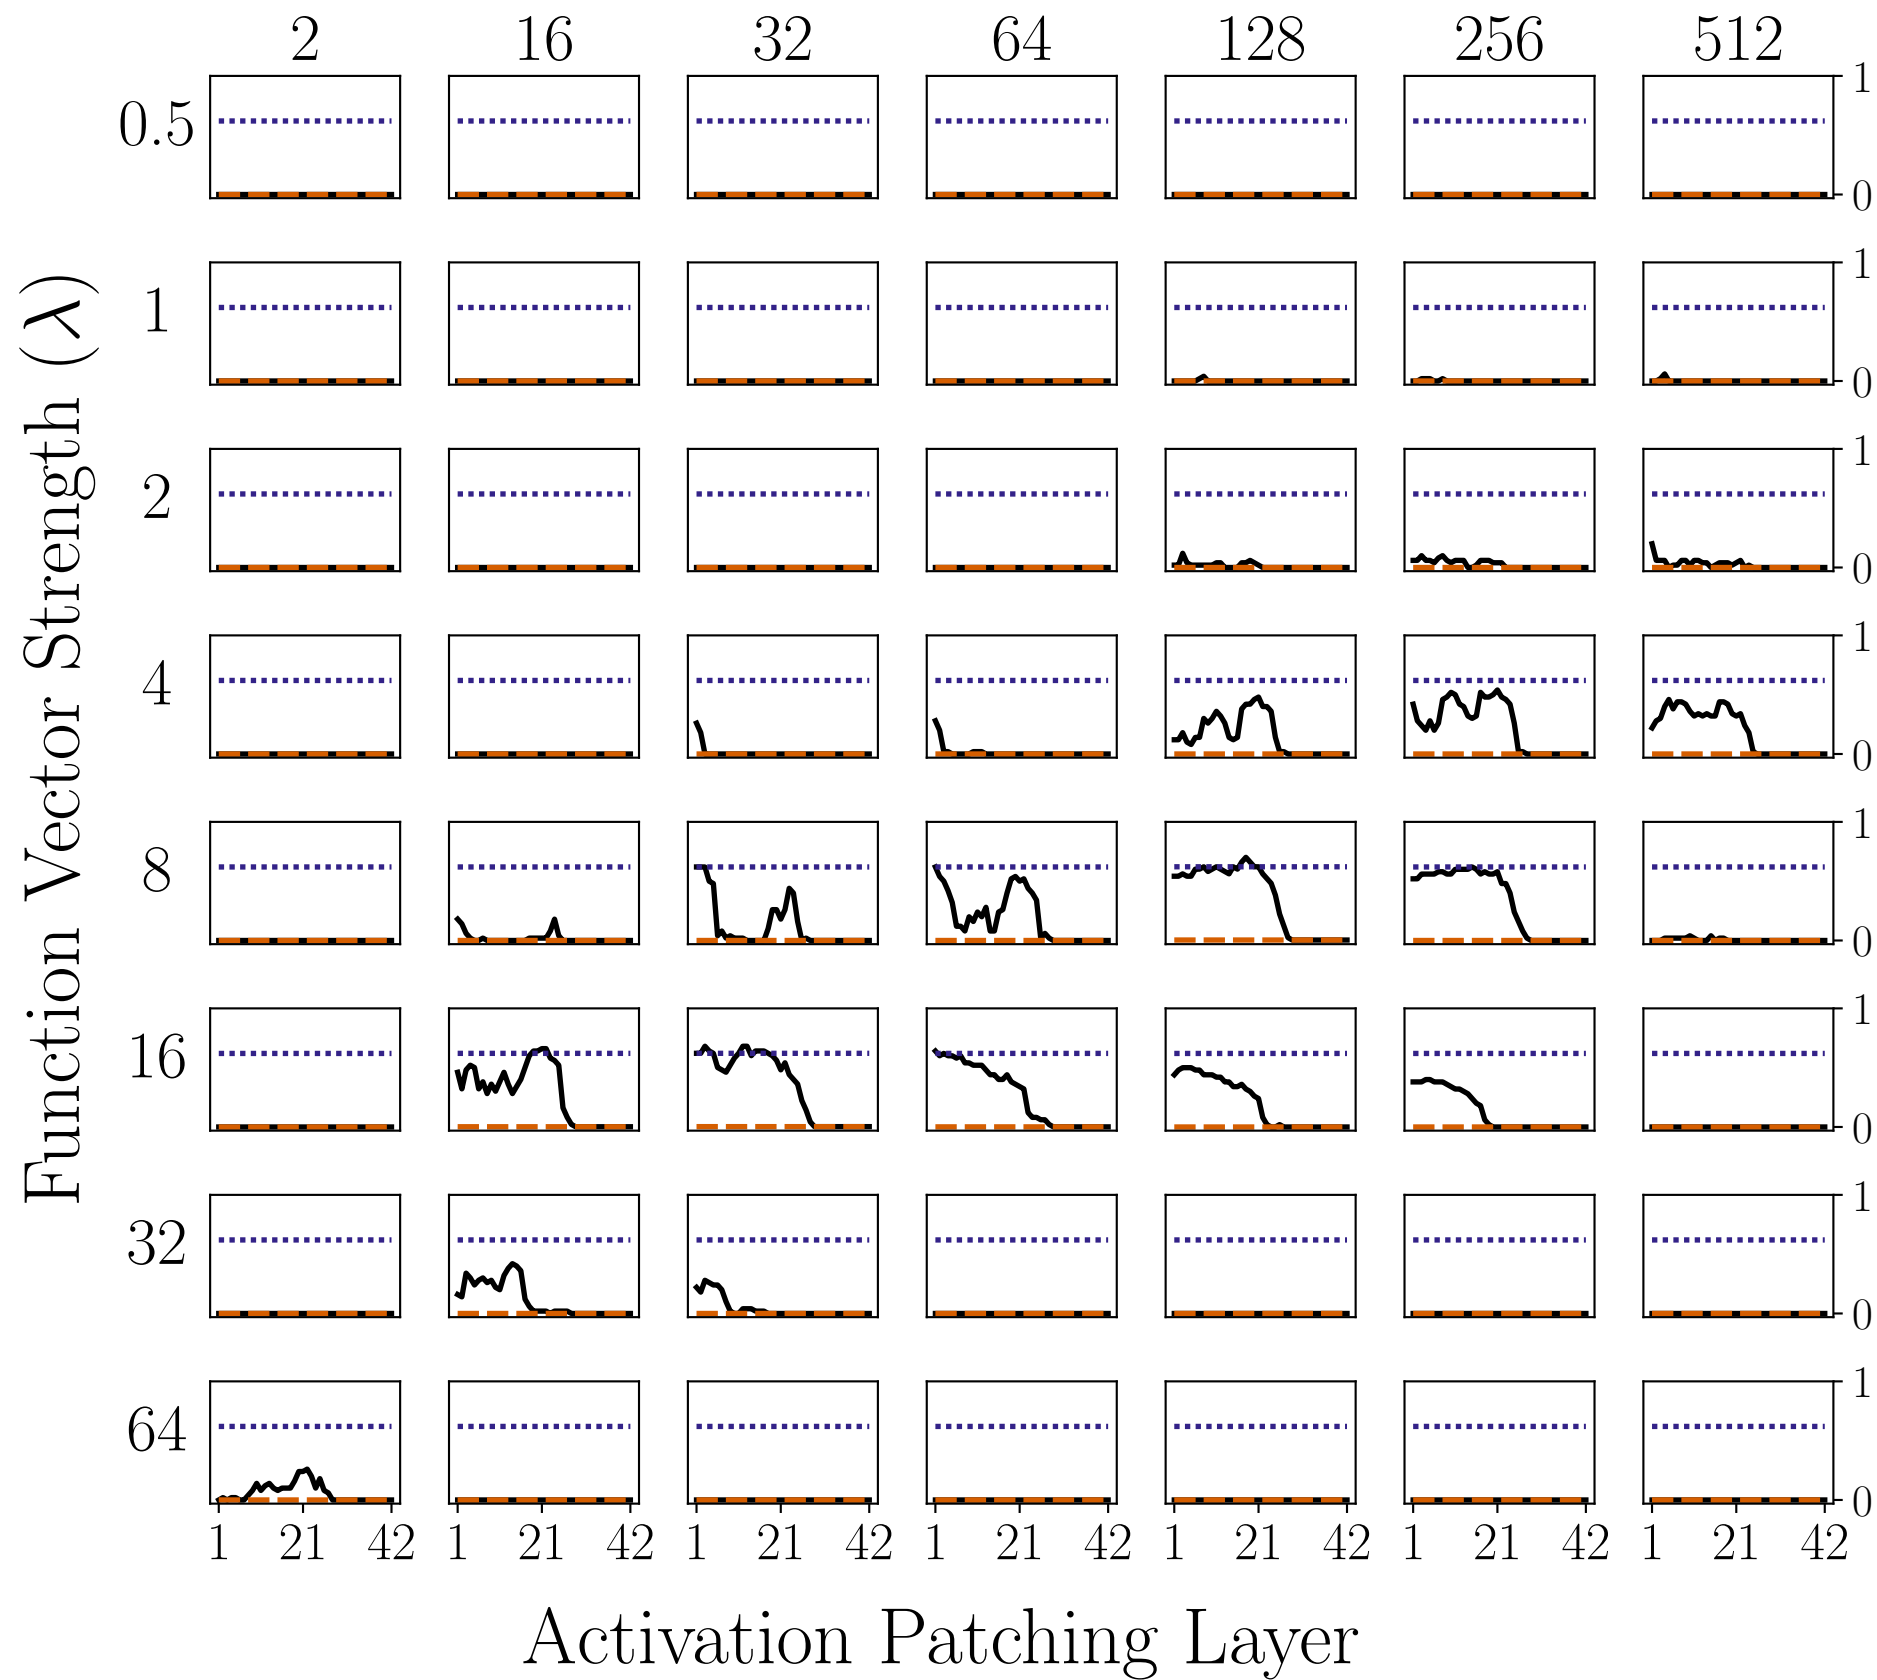 2 16 32 64 128 256 512
Function Vector Strength (λ)
0.5 1 0
1 1 0
2 1 0
4 1 0
8 1 0
16 1 0
32 1 0
64 1 0
1 21 42 1 21 42 1 21 42 1 21 42 1 21 42 1 21 42 1 21 42
Activation Patching Layer